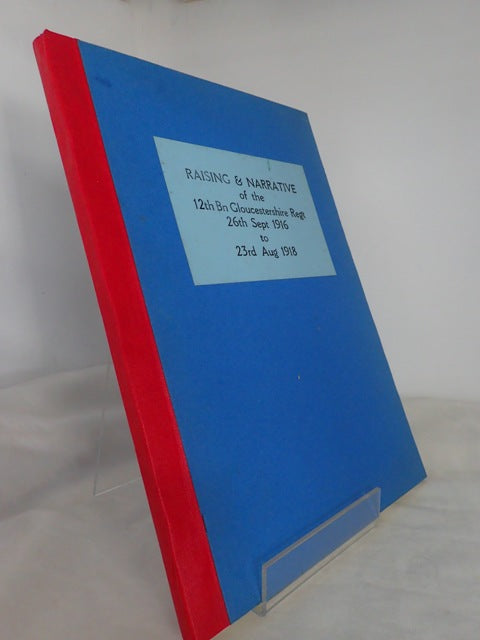 RAISING & NARRATIVE
of the
12th Bn Gloucestershire Regt
26th Sept 1916
to
23rd Aug 1918